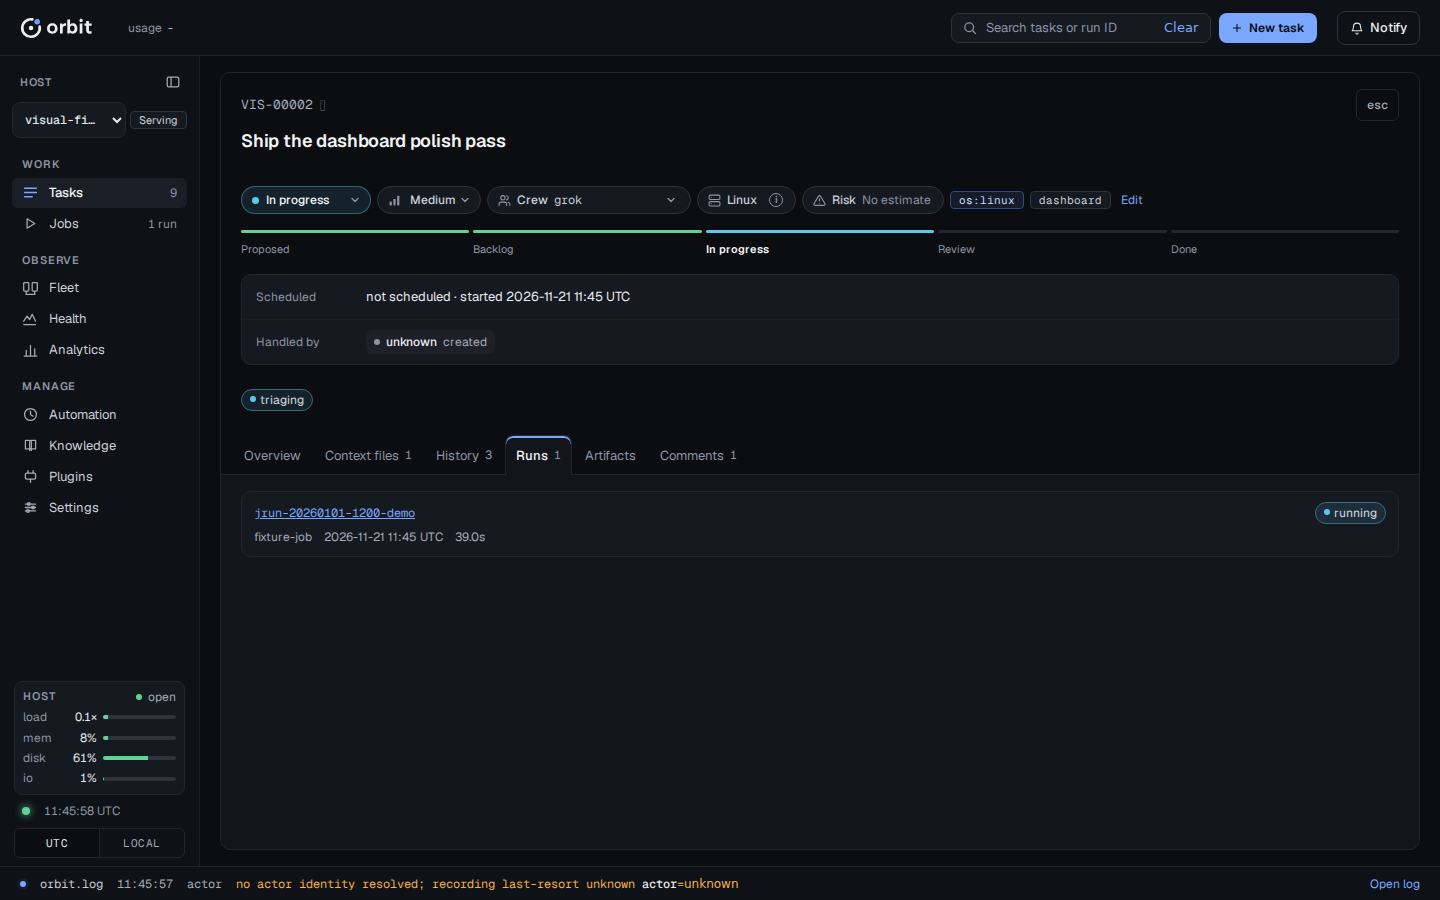 orbit
usage -
Search tasks or run ID
Clear
+ New task
Notify
HOST
visual-fi...
Serving
WORK
Tasks 9
Jobs 1 run
OBSERVE
Fleet
Health
Analytics
MANAGE
Automation
Knowledge
Plugins
Settings
HOST open
load 0.1×
mem 8%
disk 61%
io 1%
11:45:58 UTC
UTC LOCAL
VIS-00002
esc
Ship the dashboard polish pass
In progress
Medium
Crew grok
Linux
Risk No estimate
os:linux
dashboard
Edit
Proposed
Backlog
In progress
Review
Done
Scheduled not scheduled · started 2026-11-21 11:45 UTC
Handled by unknown created
triaging
Overview
Context files 1
History 3
Runs 1
Artifacts
Comments 1
jrun-20260101-1200-demo
running
fixture-job 2026-11-21 11:45 UTC 39.0s
orbit.log 11:45:57 actor no actor identity resolved; recording last-resort unknown actor=unknown
Open log